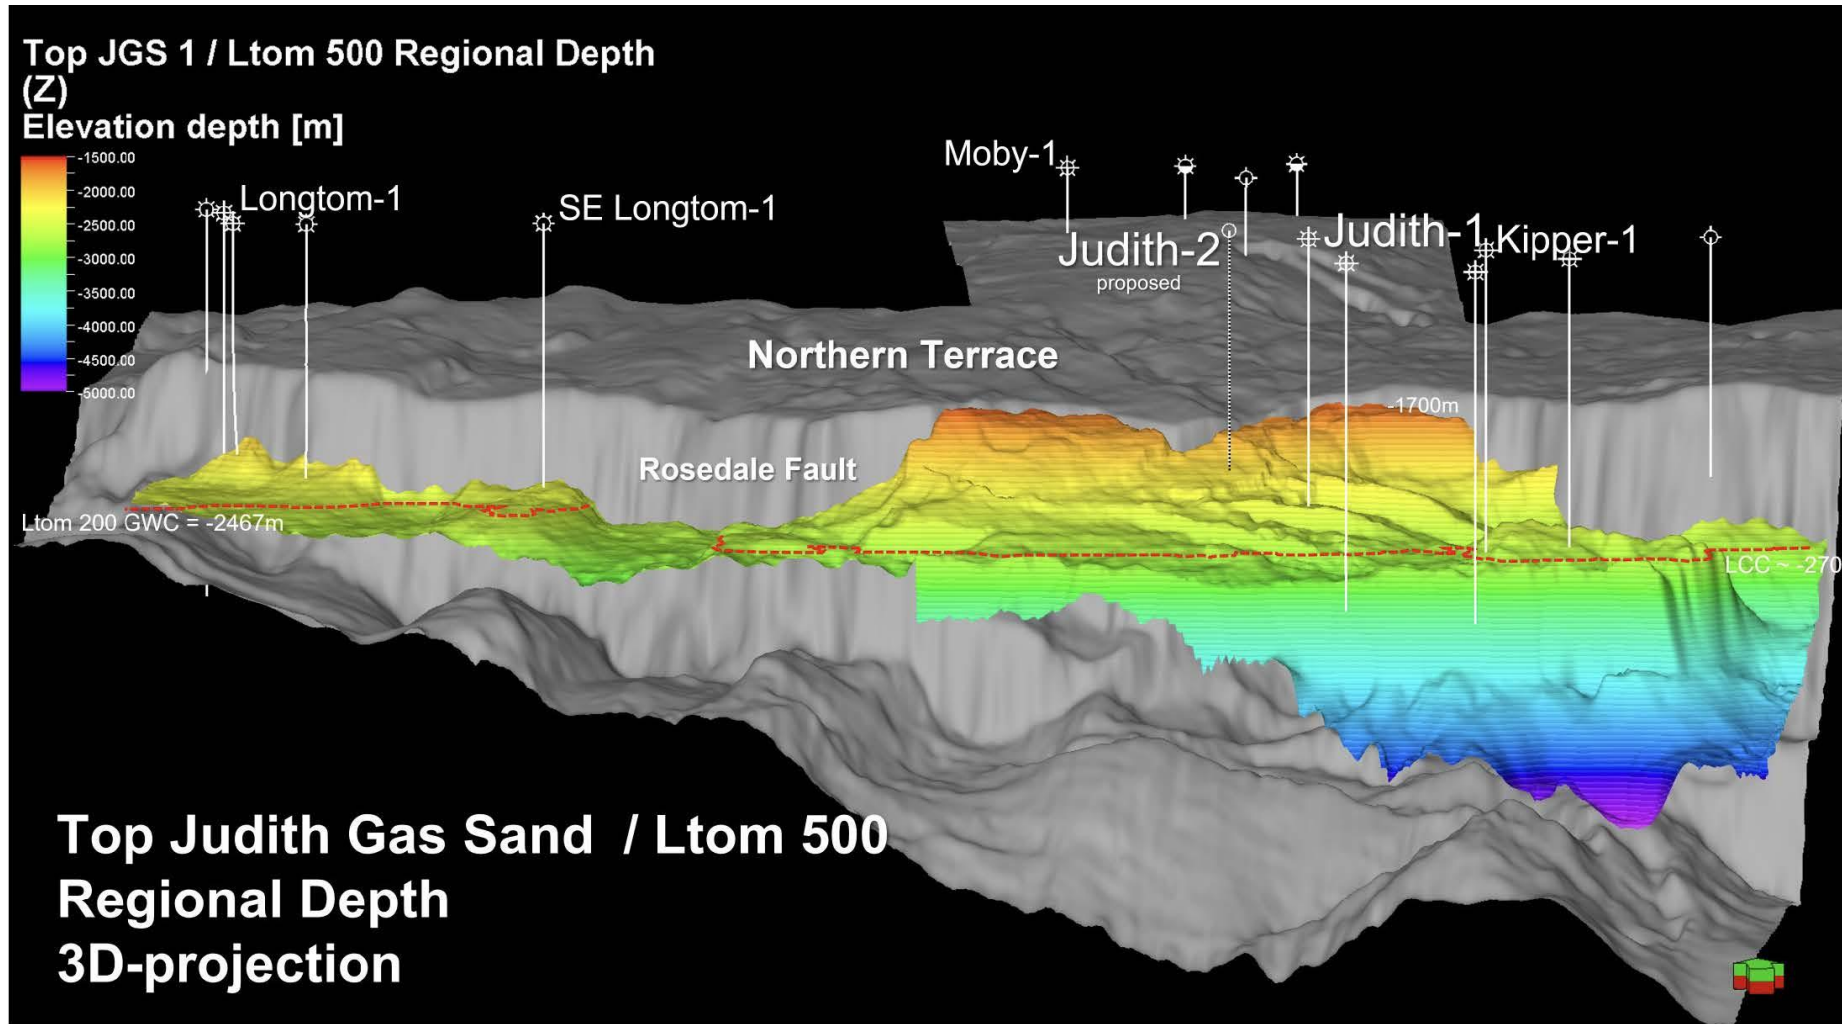 Top JGS 1 / Ltom 500 Regional Depth
(Z)
Elevation depth [m]
-1500.00
-2000.00
-2500.00
-3000.00
-3500.00
-4000.00
-4500.00
-5000.00
Longtom-1
SE Longtom-1
Moby-1
Judith-2
proposed
Judith-1
Kipper-1
Northern Terrace
-1700m
Rosedale Fault
Ltom 200 GWC = -2467m
LCC ~ -270
Top Judith Gas Sand / Ltom 500
Regional Depth
3D-projection